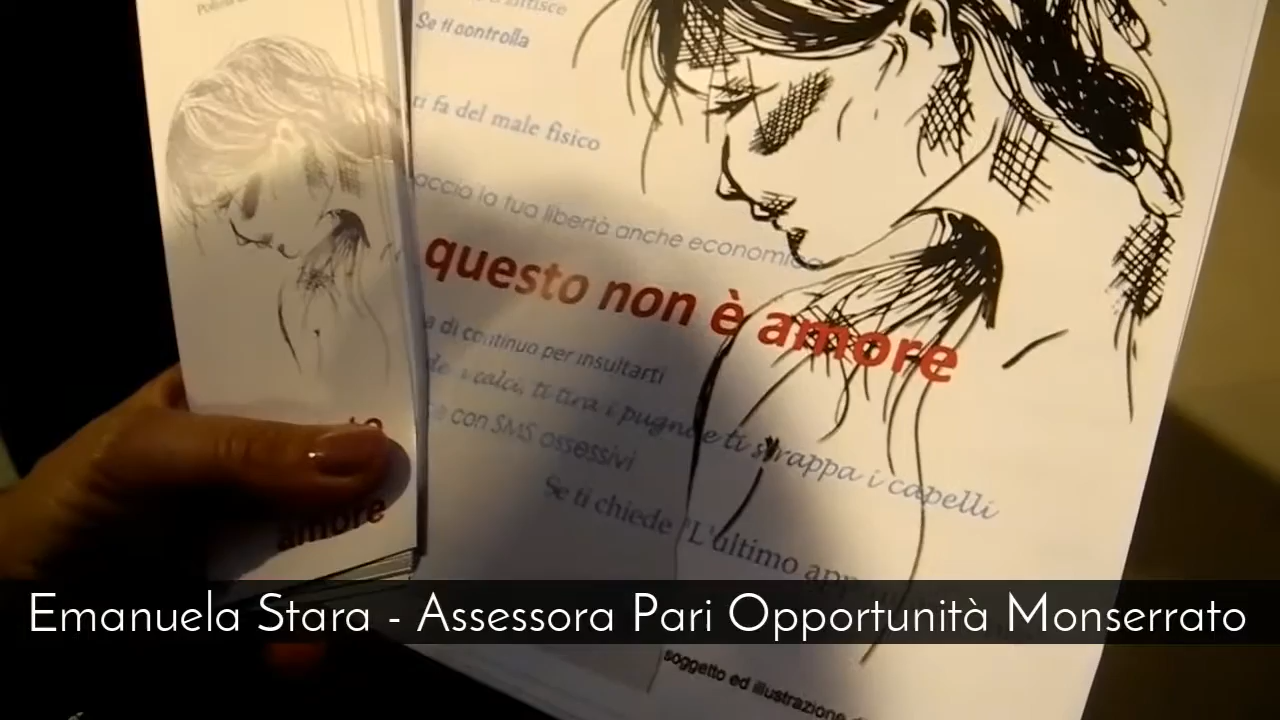 Se ti controlla
ti fa del male fisico
la tua libertà anche
questo non è amore
di continuo per insultarti
calci, ti tira i pugni e ti strappa i capelli
con SMS ossessivi
Se ti chiede "L'ultimo
amore
Emanuela Stara - Assessora Pari Opportunità Monserrato
soggetto ed illustrazione